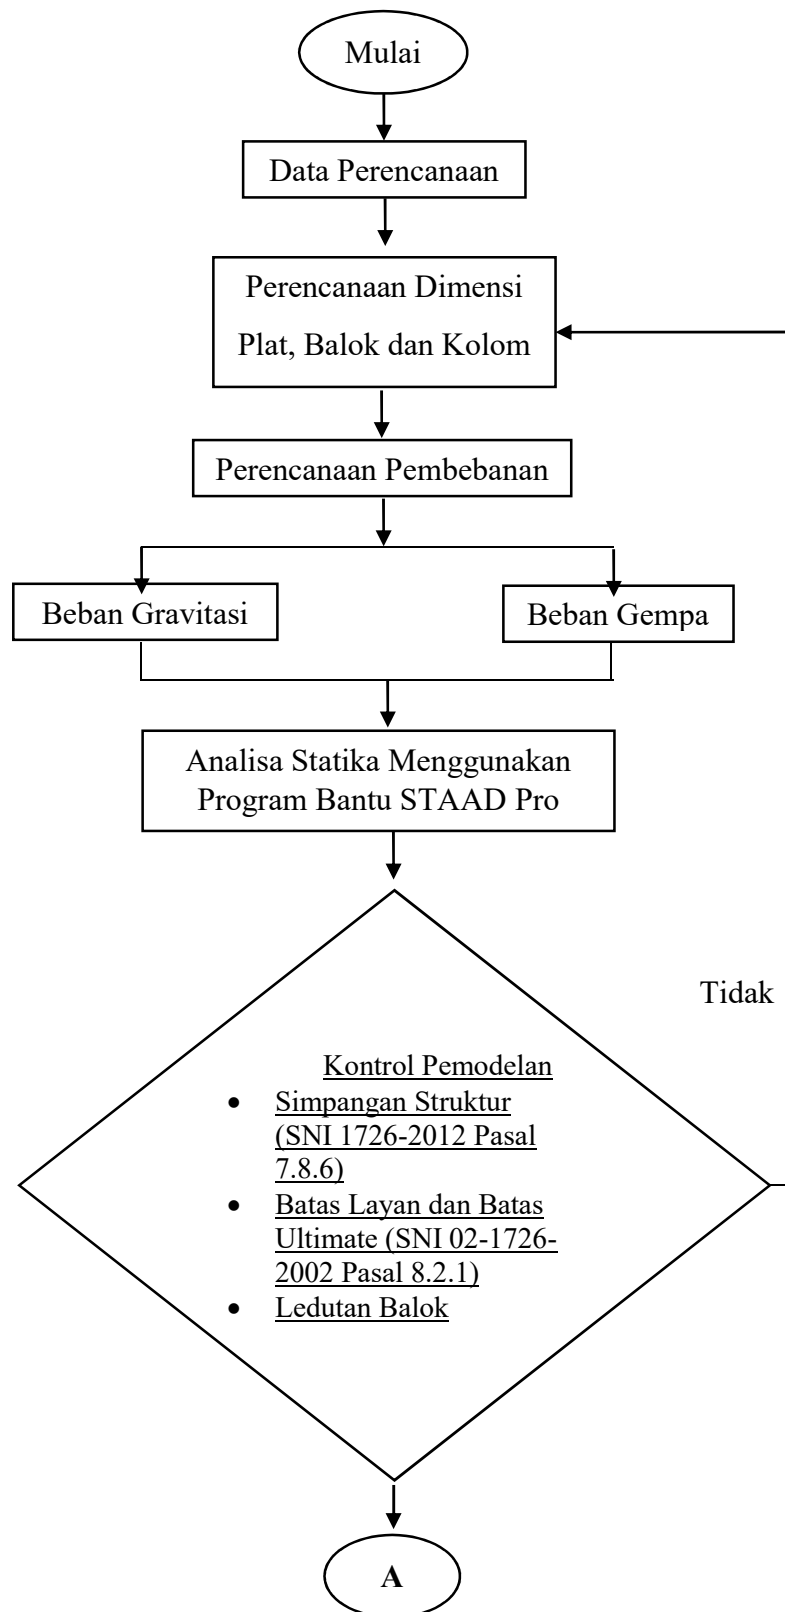 Mulai
Data Perencanaan
Perencanaan Dimensi
Plat, Balok dan Kolom
Perencanaan Pembebanan
Beban Gravitasi
Beban Gempa
Analisa Statika Menggunakan
Program Bantu STAAD Pro
Tidak
Kontrol Pemodelan
• Simpangan Struktur
(SNI 1726-2012 Pasal
7.8.6)
• Batas Layan dan Batas
Ultimate (SNI 02-1726-
2002 Pasal 8.2.1)
• Ledutan Balok
A